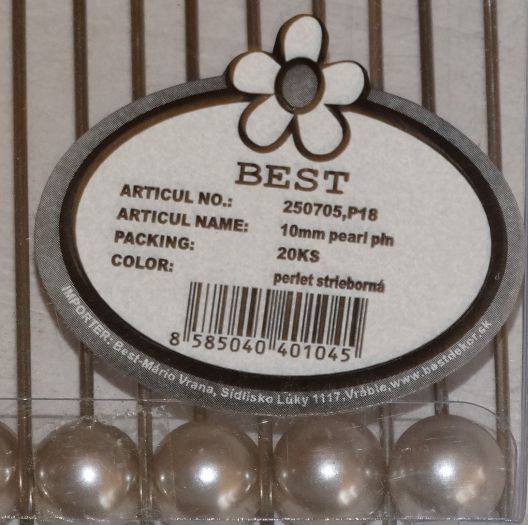 BEST
ARTICUL NO.: 250705,P18
ARTICUL NAME: 10mm pearl pin
PACKING: 20KS
COLOR: perlet strieborná
8 585040 401045
IMPORTER: Best-Mário Vrana, Sídlisko Lúky 1117.Vráble,www.bestdekor.sk